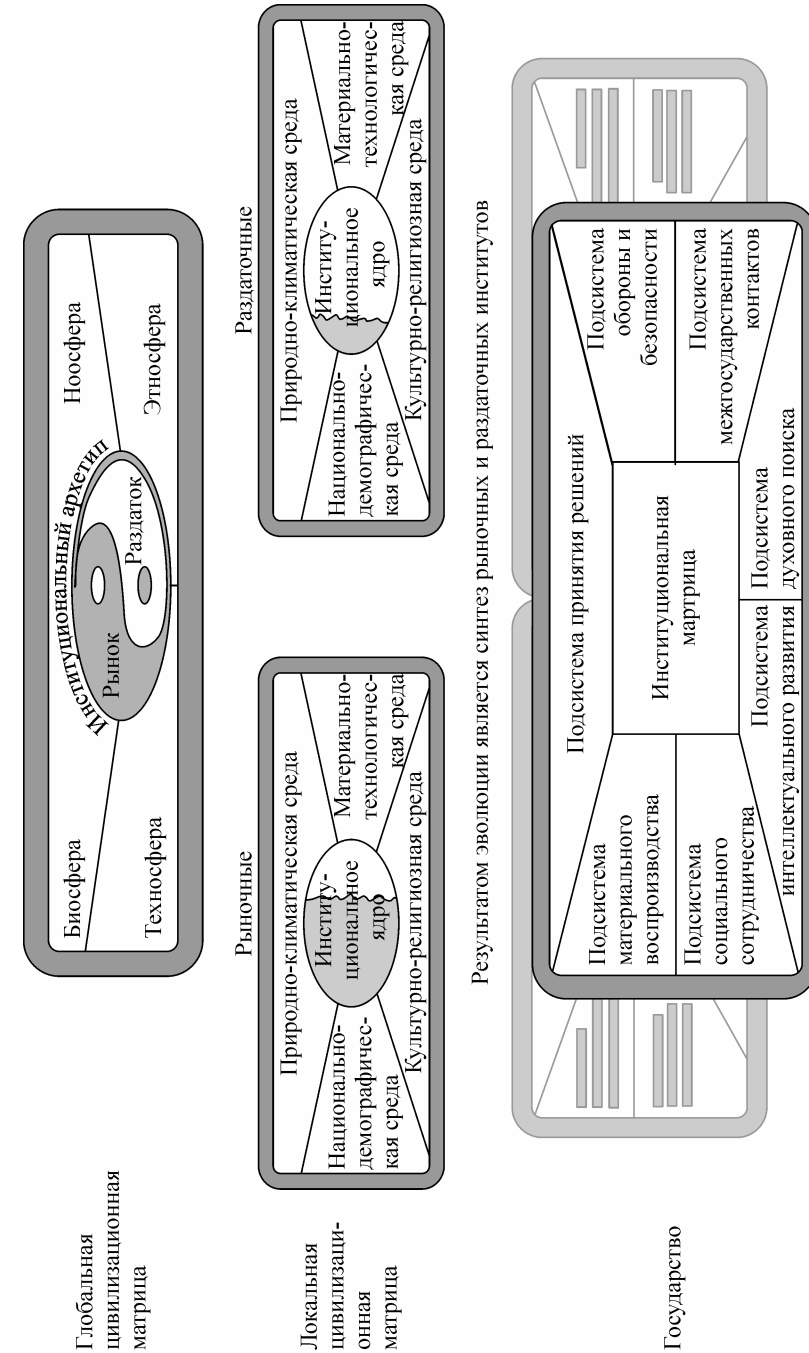 Глобальная
цивилизационная
матрица
Биосфера
Ноосфера
Институциональный архетип
Рынок
Раздаток
Техносфера
Этносфера
Локальная
цивилизаци-
онная
матрица
Рыночные
Природно-климатическая среда
Национально-
демографичес-
кая среда
Институ-
циональное
ядро
Материально-
технологичес-
кая среда
Культурно-религиозная среда
Раздаточные
Природно-климатическая среда
Национально-
демографичес-
кая среда
Институ-
циональное
ядро
Материально-
технологичес-
кая среда
Культурно-религиозная среда
Результатом эволюции является синтез рыночных и раздаточных институтов
Государство
Подсистема принятия решений
Подсистема
материального
воспроизводства
Подсистема
обороны и
безопасности
Институциональная
мартрица
Подсистема
социального
сотрудничества
Подсистема
межгосударственных
контактов
Подсистема
интеллектуального развития
Подсистема
духовного поиска